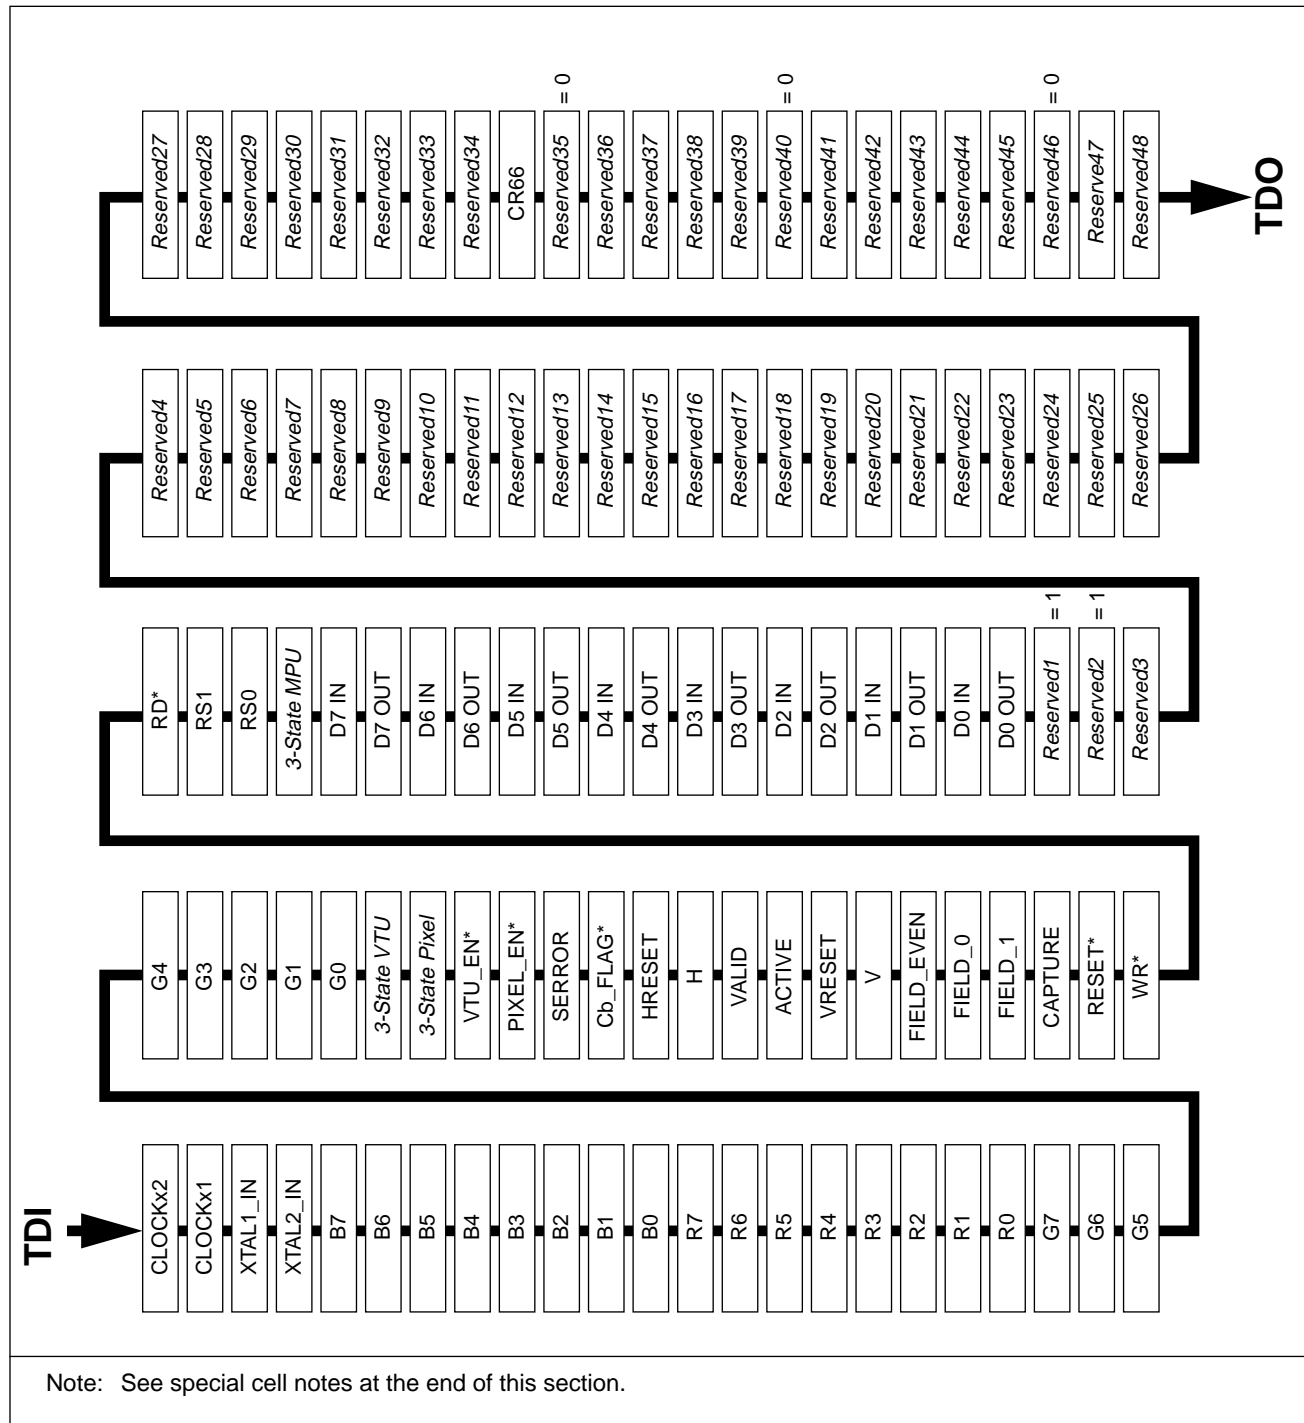 TDI
CLOCKx2
CLOCKx1
XTAL1_IN
XTAL2_IN
B7
B6
B5
B4
B3
B2
B1
B0
R7
R6
R5
R4
R3
R2
R1
R0
G7
G6
G5
G4
G3
G2
G1
G0
3-State VTU
3-State Pixel
VTU_EN*
PIXEL_EN*
SERROR
Cb_FLAG*
HRESET
H
VALID
ACTIVE
VRESET
V
FIELD_EVEN
FIELD_0
FIELD_1
CAPTURE
RESET*
WR*
RD*
RS1
RS0
3-State MPU
D7 IN
D7 OUT
D6 IN
D6 OUT
D5 IN
D5 OUT
D4 IN
D4 OUT
D3 IN
D3 OUT
D2 IN
D2 OUT
D1 IN
D1 OUT
D0 IN
D0 OUT
Reserved1 = 1
Reserved2 = 1
Reserved3
Reserved4
Reserved5
Reserved6
Reserved7
Reserved8
Reserved9
Reserved10
Reserved11
Reserved12
Reserved13
Reserved14
Reserved15
Reserved16
Reserved17
Reserved18
Reserved19
Reserved20
Reserved21
Reserved22
Reserved23
Reserved24
Reserved25
Reserved26
Reserved27
Reserved28
Reserved29
Reserved30
Reserved31
Reserved32
Reserved33
Reserved34
CR66
Reserved35 = 0
Reserved36
Reserved37
Reserved38
Reserved39
Reserved40 = 0
Reserved41
Reserved42
Reserved43
Reserved44
Reserved45
Reserved46 = 0
Reserve47
Reserved48
TDO
Note: See special cell notes at the end of this section.